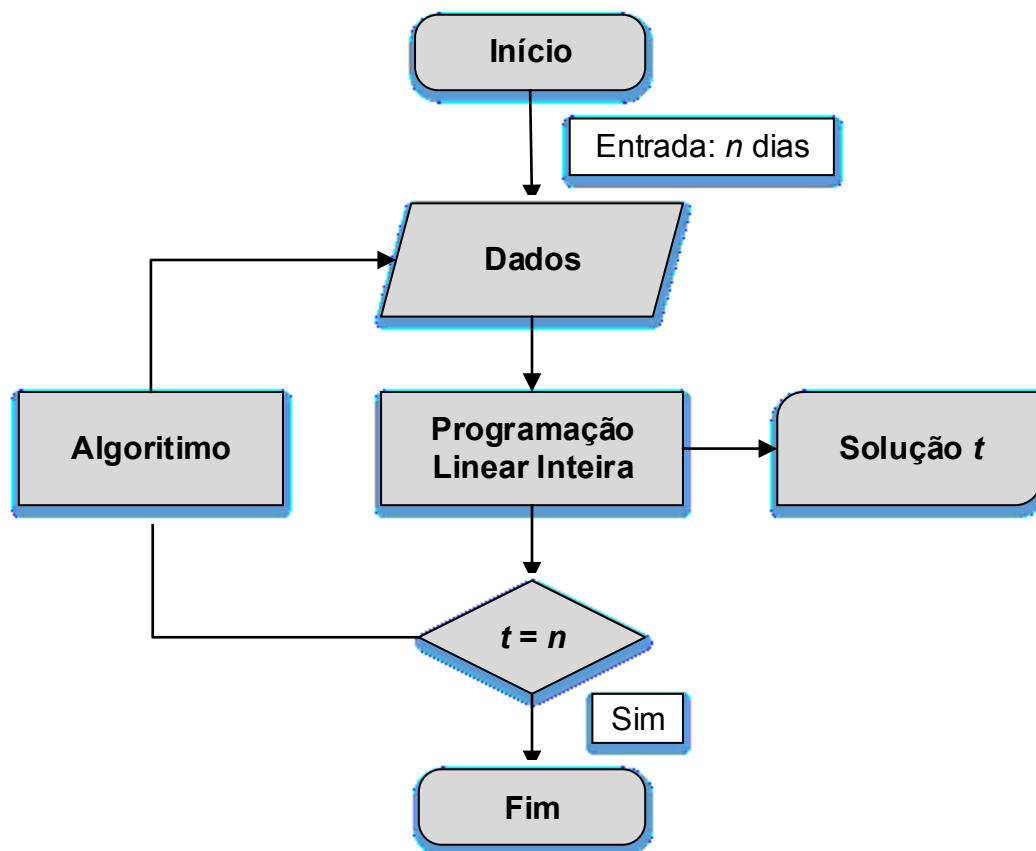 Início
Entrada: n dias
Dados
Algoritimo
Programação
Linear Inteira
Solução t
t = n
Sim
Fim